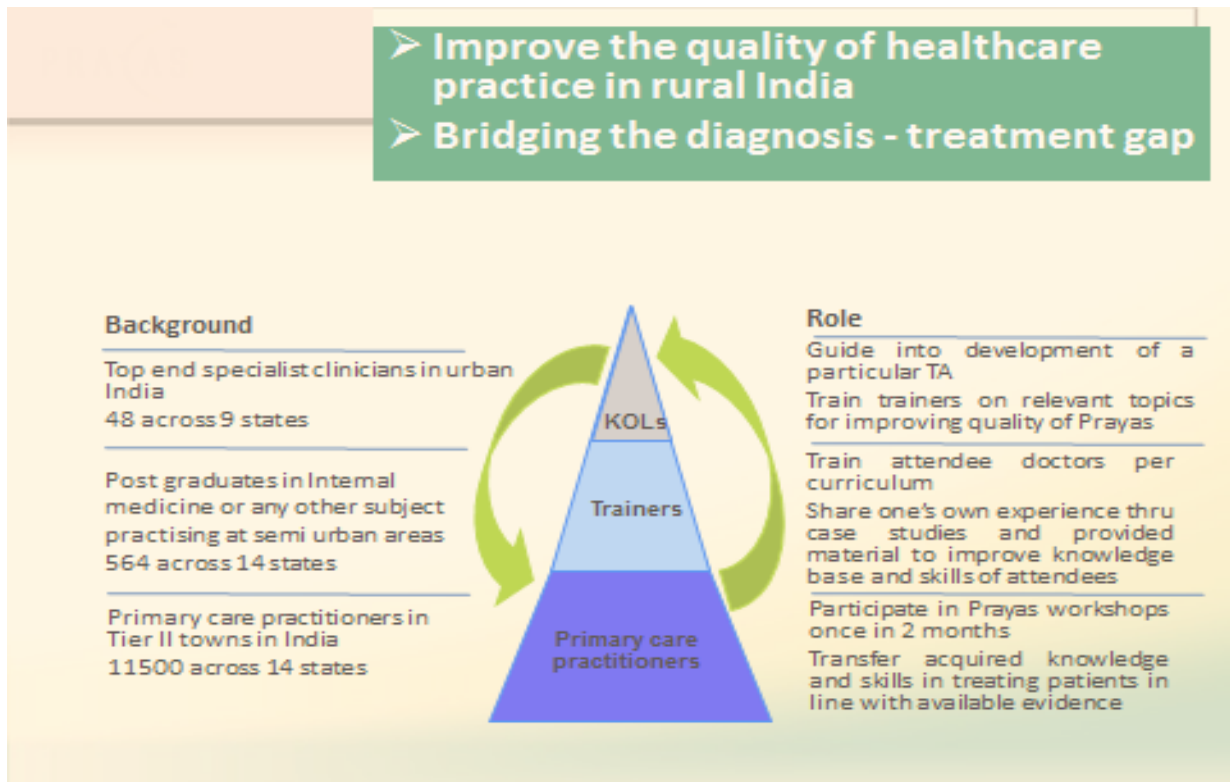 ➢ Improve the quality of healthcare
practice in rural India
➢ Bridging the diagnosis - treatment gap
Background
Top end specialist clinicians in urban
India
48 across 9 states
Post graduates in Internal
medicine or any other subject
practising at semi urban areas
564 across 14 states
Primary care practitioners in
Tier II towns in India
11500 across 14 states
KOLs
Trainers
Primary care
practitioners
Role
Guide into development of a
particular TA
Train trainers on relevant topics
for improving quality of Prayas
Train attendee doctors per
curriculum
Share one's own experience thru
case studies and provided
material to improve knowledge
base and skills of attendees
Participate in Prayas workshops
once in 2 months
Transfer acquired knowledge
and skills in treating patients in
line with available evidence